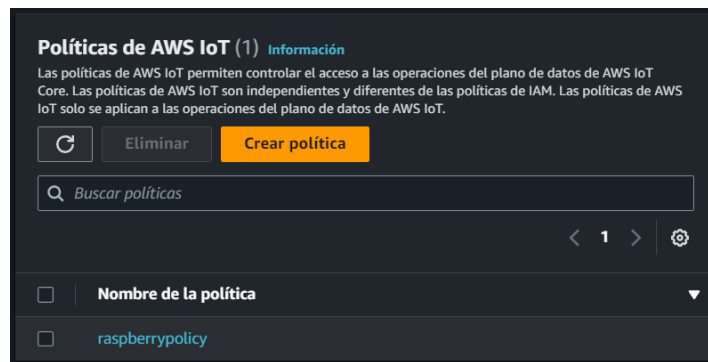 Políticas de AWS IoT (1) Información
Las políticas de AWS IoT permiten controlar el acceso a las operaciones del plano de datos de AWS IoT
Core. Las políticas de AWS IoT son independientes y diferentes de las políticas de IAM. Las políticas de AWS
IoT solo se aplican a las operaciones del plano de datos de AWS IoT.
Eliminar Crear política
Buscar políticas
1
Nombre de la política
raspberrypolicy